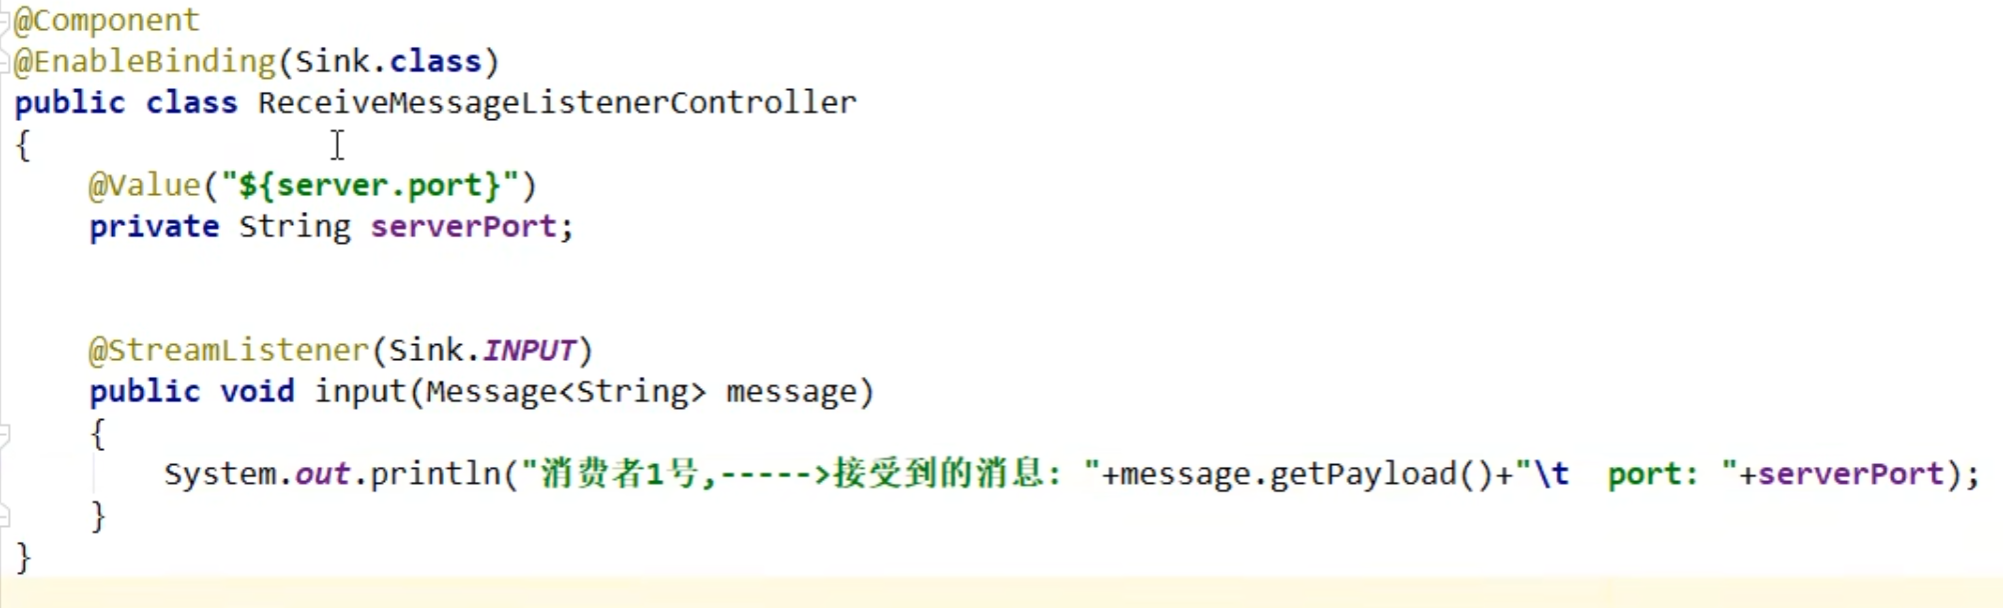 @Component
@EnableBinding(Sink.class)
public class ReceiveMessageListenerController
{
    @Value("${server.port}")
    private String serverPort;
    @StreamListener(Sink.INPUT)
    public void input(Message<String> message)
    {
        System.out.println("消费者1号,----->接受到的消息: "+message.getPayload()+"\t  port: "+serverPort);
    }
}